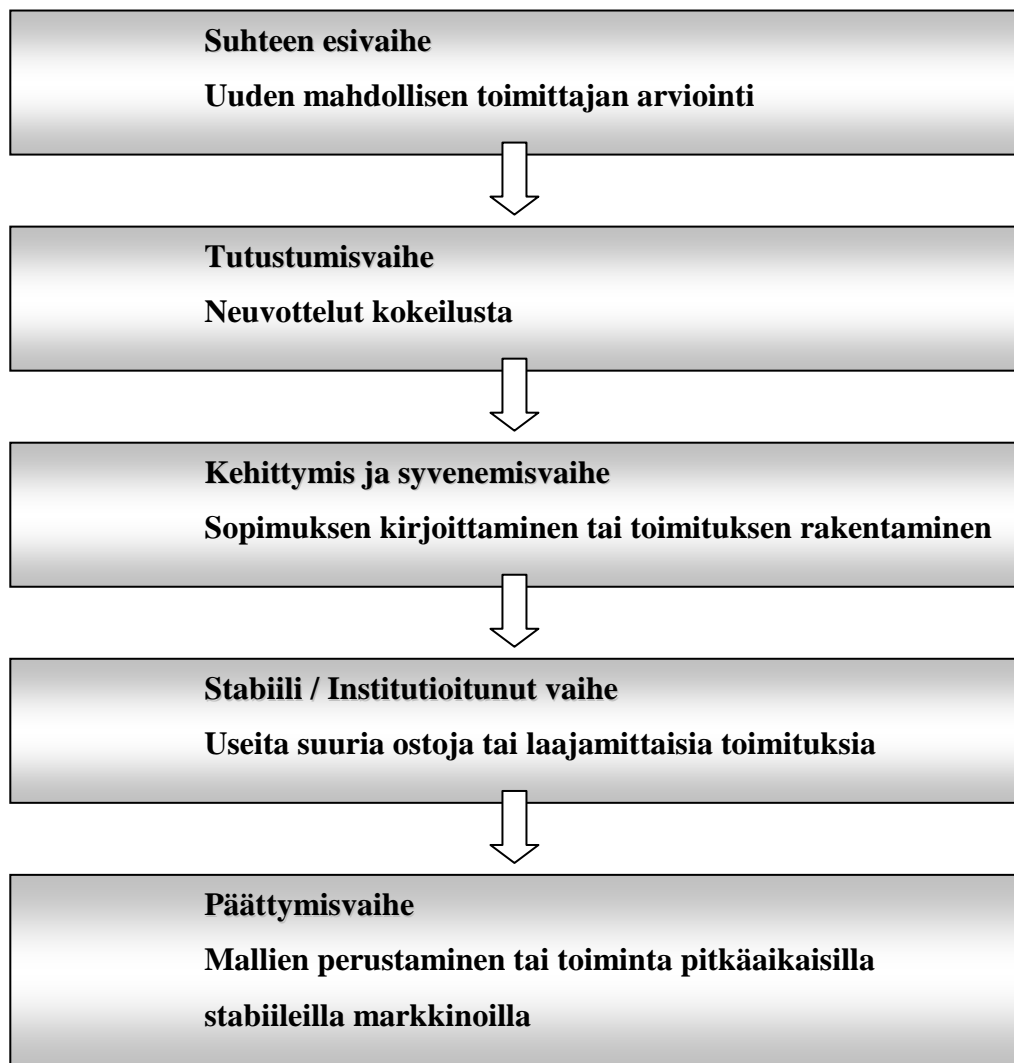 Suhteen esivaihe
Uuden mahdollisen toimittajan arviointi
Tutustumisvaihe
Neuvottelut kokeilusta
Kehittymis ja syvenemisvaihe
Sopimuksen kirjoittaminen tai toimituksen rakentaminen
Stabiili / Institutioitunut vaihe
Useita suuria ostoja tai laajamittaisia toimituksia
Päättymisvaihe
Mallien perustaminen tai toiminta pitkäaikaisilla
stabiileilla markkinoilla